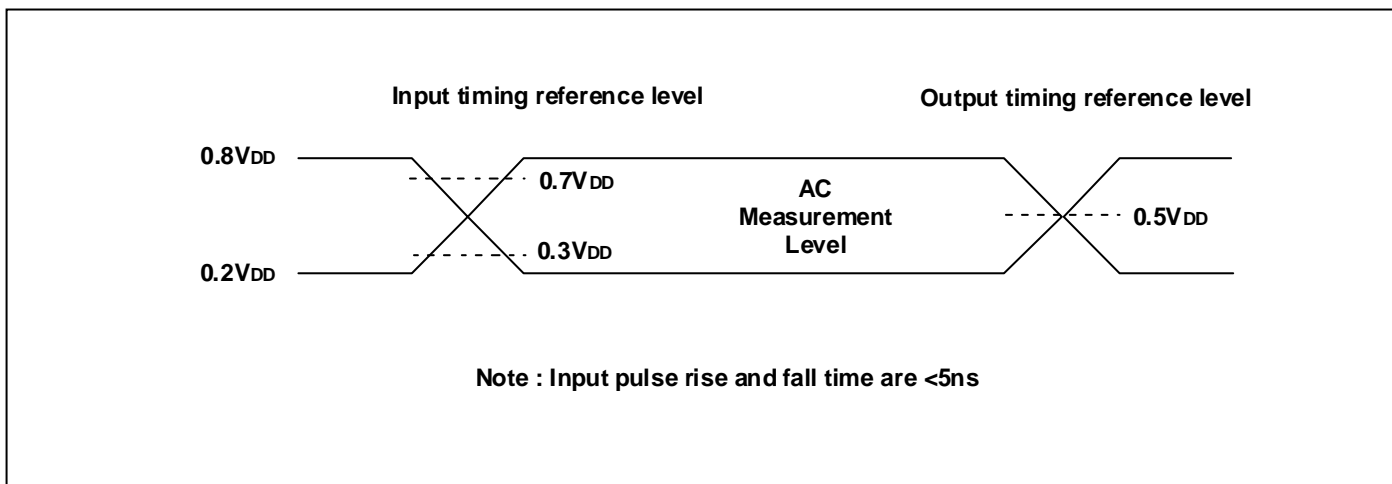 Input timing reference level
Output timing reference level
0.8VDD
0.7VDD
AC
Measurement
Level
0.5VDD
0.3VDD
0.2VDD
Note : Input pulse rise and fall time are <5ns